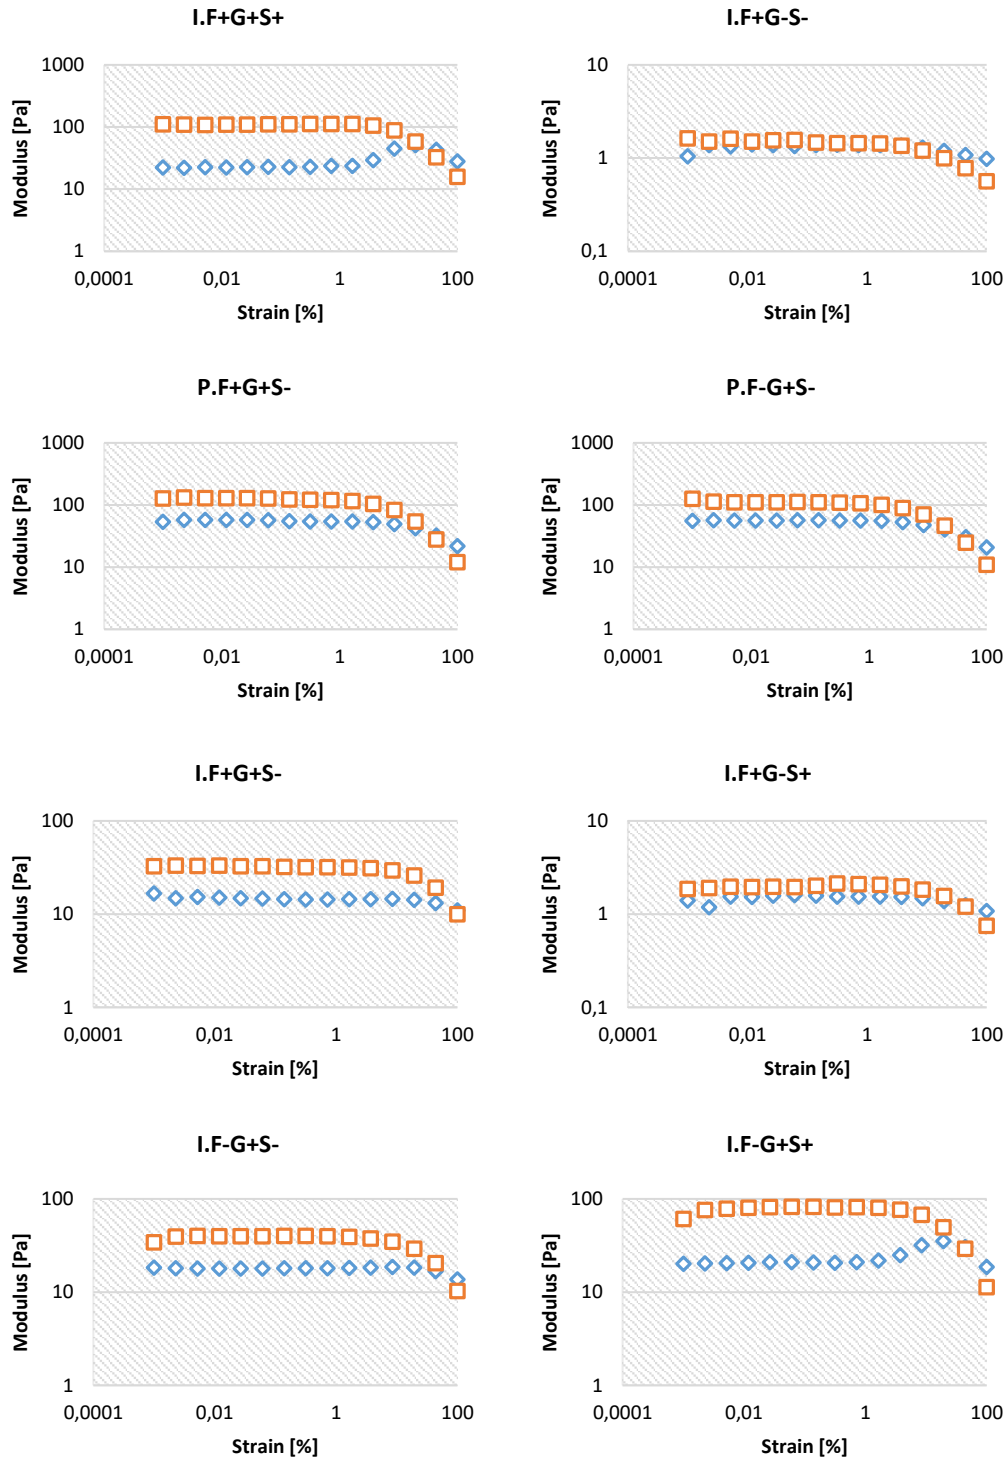 I.F+G+S+
Modulus [Pa]
1000
100
10
1
0,0001
0,01
1
100
Strain [%]
I.F+G-S-
Modulus [Pa]
10
1
0,1
0,0001
0,01
1
100
Strain [%]
P.F+G+S-
Modulus [Pa]
1000
100
10
1
0,0001
0,01
1
100
Strain [%]
P.F-G+S-
Modulus [Pa]
1000
100
10
1
0,0001
0,01
1
100
Strain [%]
I.F+G+S-
Modulus [Pa]
100
10
1
0,0001
0,01
1
100
Strain [%]
I.F+G-S+
Modulus [Pa]
10
1
0,1
0,0001
0,01
1
100
Strain [%]
I.F-G+S-
Modulus [Pa]
100
10
1
0,0001
0,01
1
100
Strain [%]
I.F-G+S+
Modulus [Pa]
100
10
1
0,0001
0,01
1
100
Strain [%]